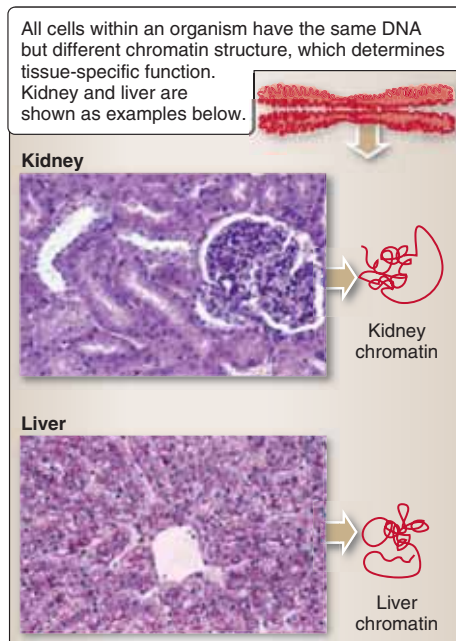 All cells within an organism have the same DNA
but different chromatin structure, which determines
tissue-specific function.
Kidney and liver are
shown as examples below.
Kidney
Kidney
chromatin
Liver
Liver
chromatin